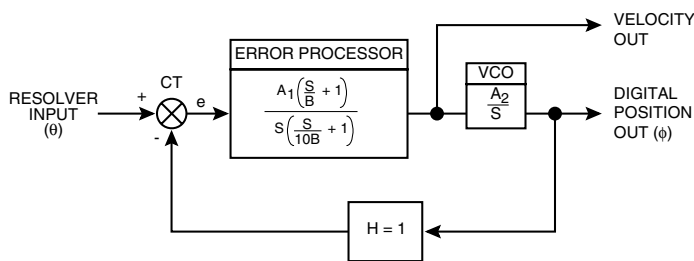 VELOCITY
OUT
ERROR PROCESSOR
VCO
CT
RESOLVER
INPUT
(θ)
+
-
e
A1(S/B + 1)
S(S/10B + 1)
A2
S
DIGITAL
POSITION
OUT (ϕ)
H = 1